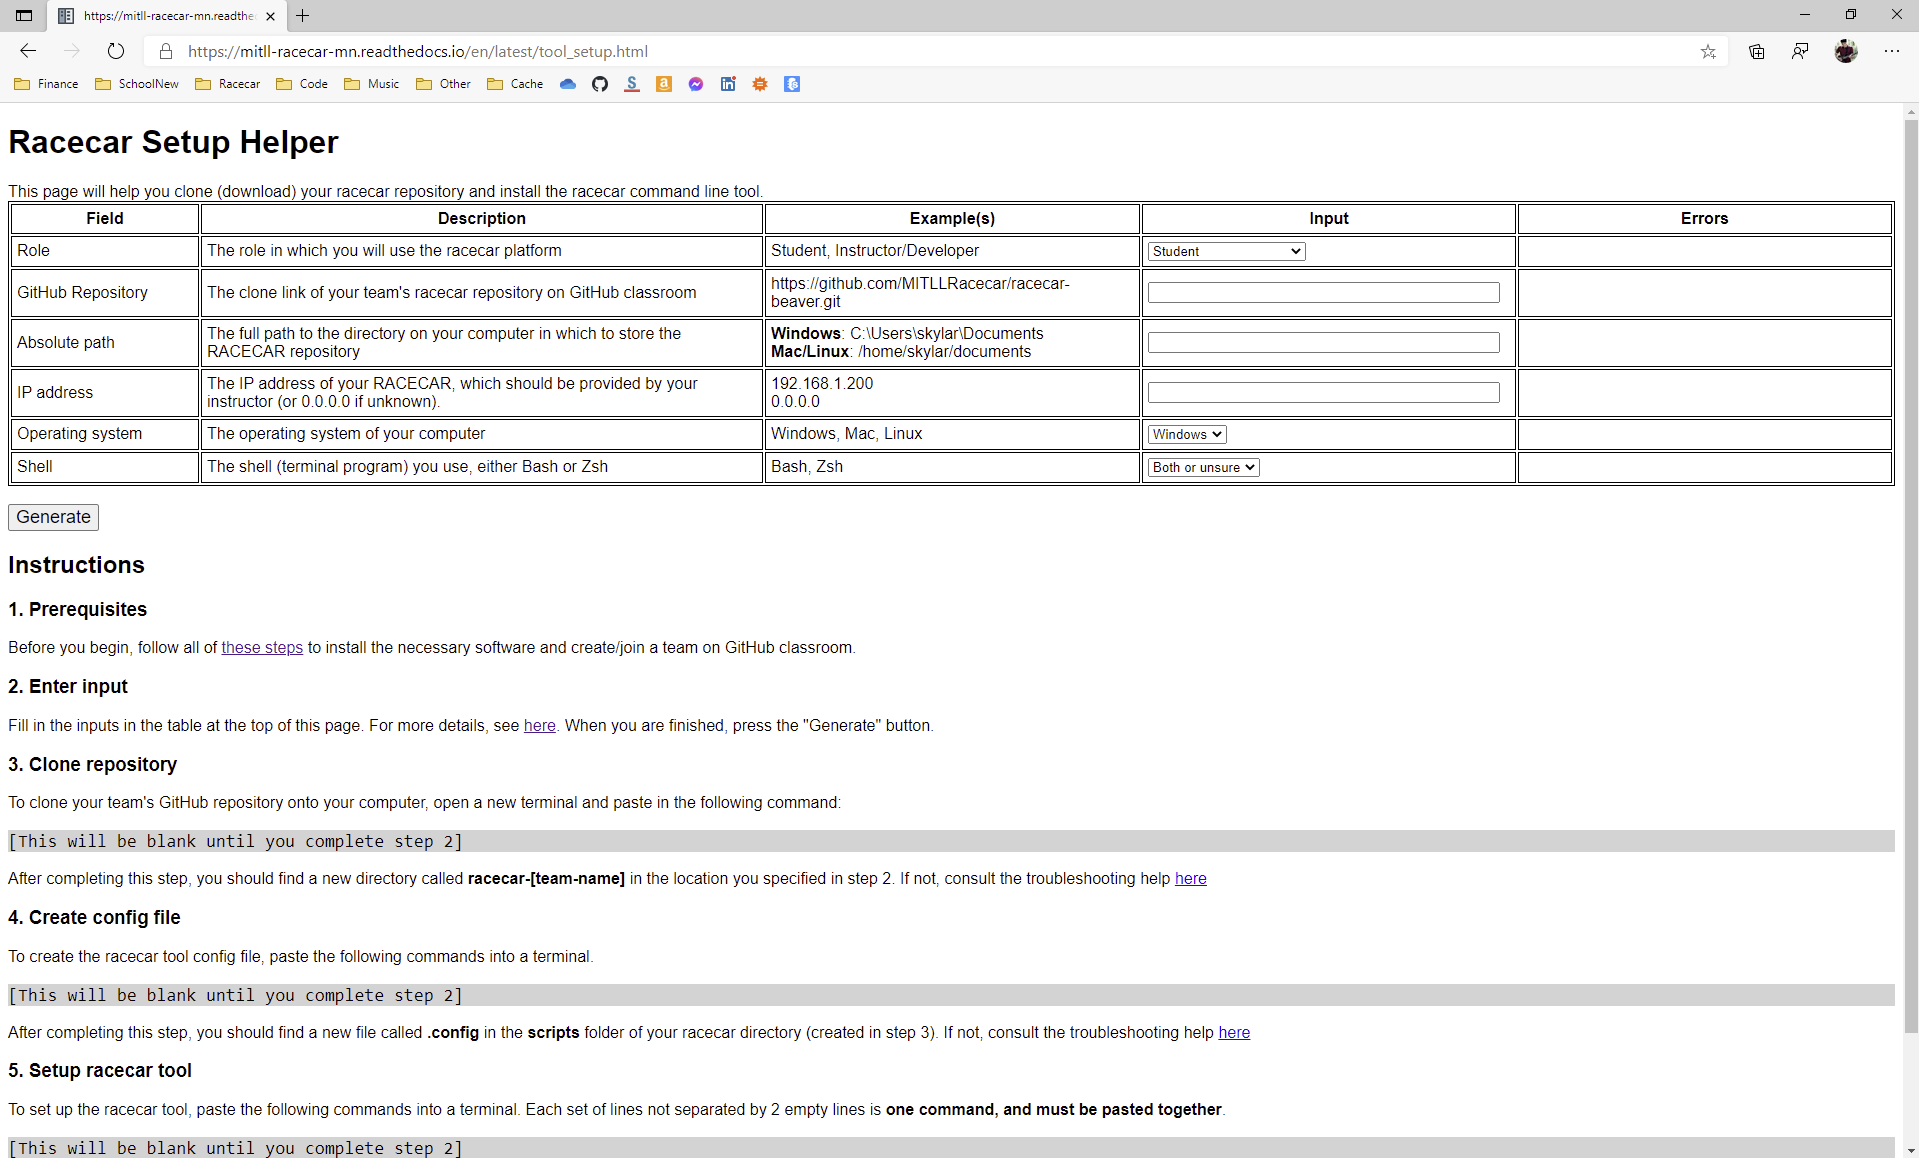 https://mitll-racecar-mn.readthe
https://mitll-racecar-mn.readthedocs.io/en/latest/tool_setup.html
Finance SchoolNew Racecar Code Music Other Cache
Racecar Setup Helper
This page will help you clone (download) your racecar repository and install the racecar command line tool.
Field Description Example(s) Input Errors
Role The role in which you will use the racecar platform Student, Instructor/Developer Student
GitHub Repository The clone link of your team's racecar repository on GitHub classroom https://github.com/MITLLRacecar/racecar-
beaver.git
Absolute path The full path to the directory on your computer in which to store the
RACECAR repository
Windows: C:\Users\skylar\Documents
Mac/Linux: /home/skylar/documents
IP address The IP address of your RACECAR, which should be provided by your
instructor (or 0.0.0.0 if unknown).
192.168.1.200
0.0.0.0
Operating system The operating system of your computer Windows, Mac, Linux Windows
Shell The shell (terminal program) you use, either Bash or Zsh Bash, Zsh Both or unsure
Generate
Instructions
1. Prerequisites
Before you begin, follow all of these steps to install the necessary software and create/join a team on GitHub classroom.
2. Enter input
Fill in the inputs in the table at the top of this page. For more details, see here. When you are finished, press the "Generate" button.
3. Clone repository
To clone your team's GitHub repository onto your computer, open a new terminal and paste in the following command:
[This will be blank until you complete step 2]
After completing this step, you should find a new directory called racecar-[team-name] in the location you specified in step 2. If not, consult the troubleshooting help here
4. Create config file
To create the racecar tool config file, paste the following commands into a terminal.
[This will be blank until you complete step 2]
After completing this step, you should find a new file called .config in the scripts folder of your racecar directory (created in step 3). If not, consult the troubleshooting help here
5. Setup racecar tool
To set up the racecar tool, paste the following commands into a terminal. Each set of lines not separated by 2 empty lines is one command, and must be pasted together.
[This will be blank until you complete step 2]